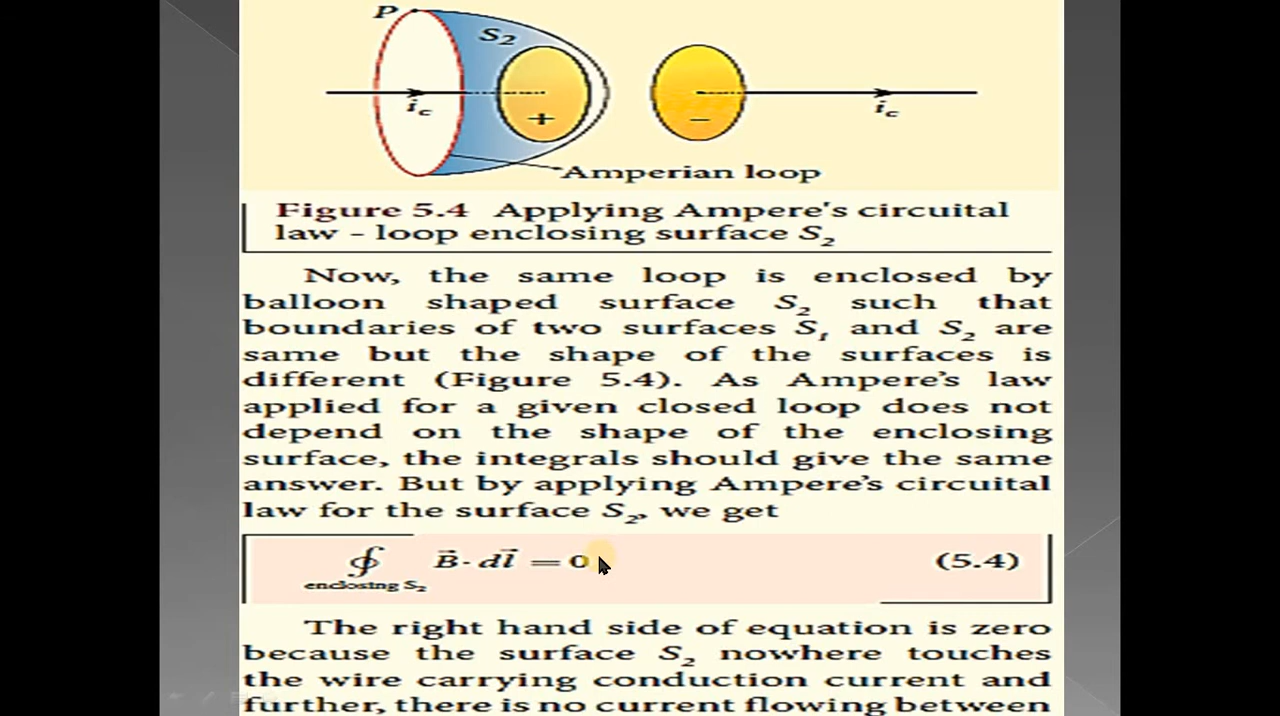 P
S₂
i_c
+
−
i_c
Amperian loop
Figure 5.4 Applying Ampere's circuital
law – loop enclosing surface S₂
Now, the same loop is enclosed by
balloon shaped surface S₂ such that
boundaries of two surfaces S₁ and S₂ are
same but the shape of the surfaces is
different (Figure 5.4). As Ampere's law
applied for a given closed loop does not
depend on the shape of the enclosing
surface, the integrals should give the same
answer. But by applying Ampere's circuital
law for the surface S₂, we get
∮ B⃗ · dl⃗ = 0 (5.4)
enclosing S₂
The right hand side of equation is zero
because the surface S₂ nowhere touches
the wire carrying conduction current and
further, there is no current flowing between